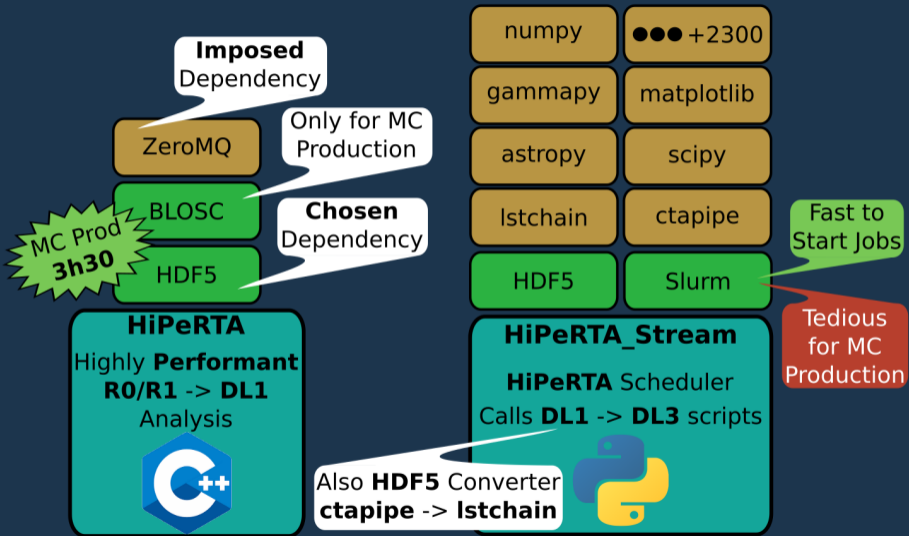 Imposed
Dependency
ZeroMQ
Only for MC
Production
BLOSC
Chosen
Dependency
MC Prod
3h30
HDF5
HiPeRTA
Highly Performant
R0/R1 -> DL1
Analysis
C++
numpy
●●● +2300
gammapy
matplotlib
astropy
scipy
lstchain
ctapipe
HDF5
Slurm
Fast to
Start Jobs
Tedious
for MC
Production
HiPeRTA_Stream
HiPeRTA Scheduler
Calls DL1 -> DL3 scripts
Also HDF5 Converter
ctapipe -> lstchain